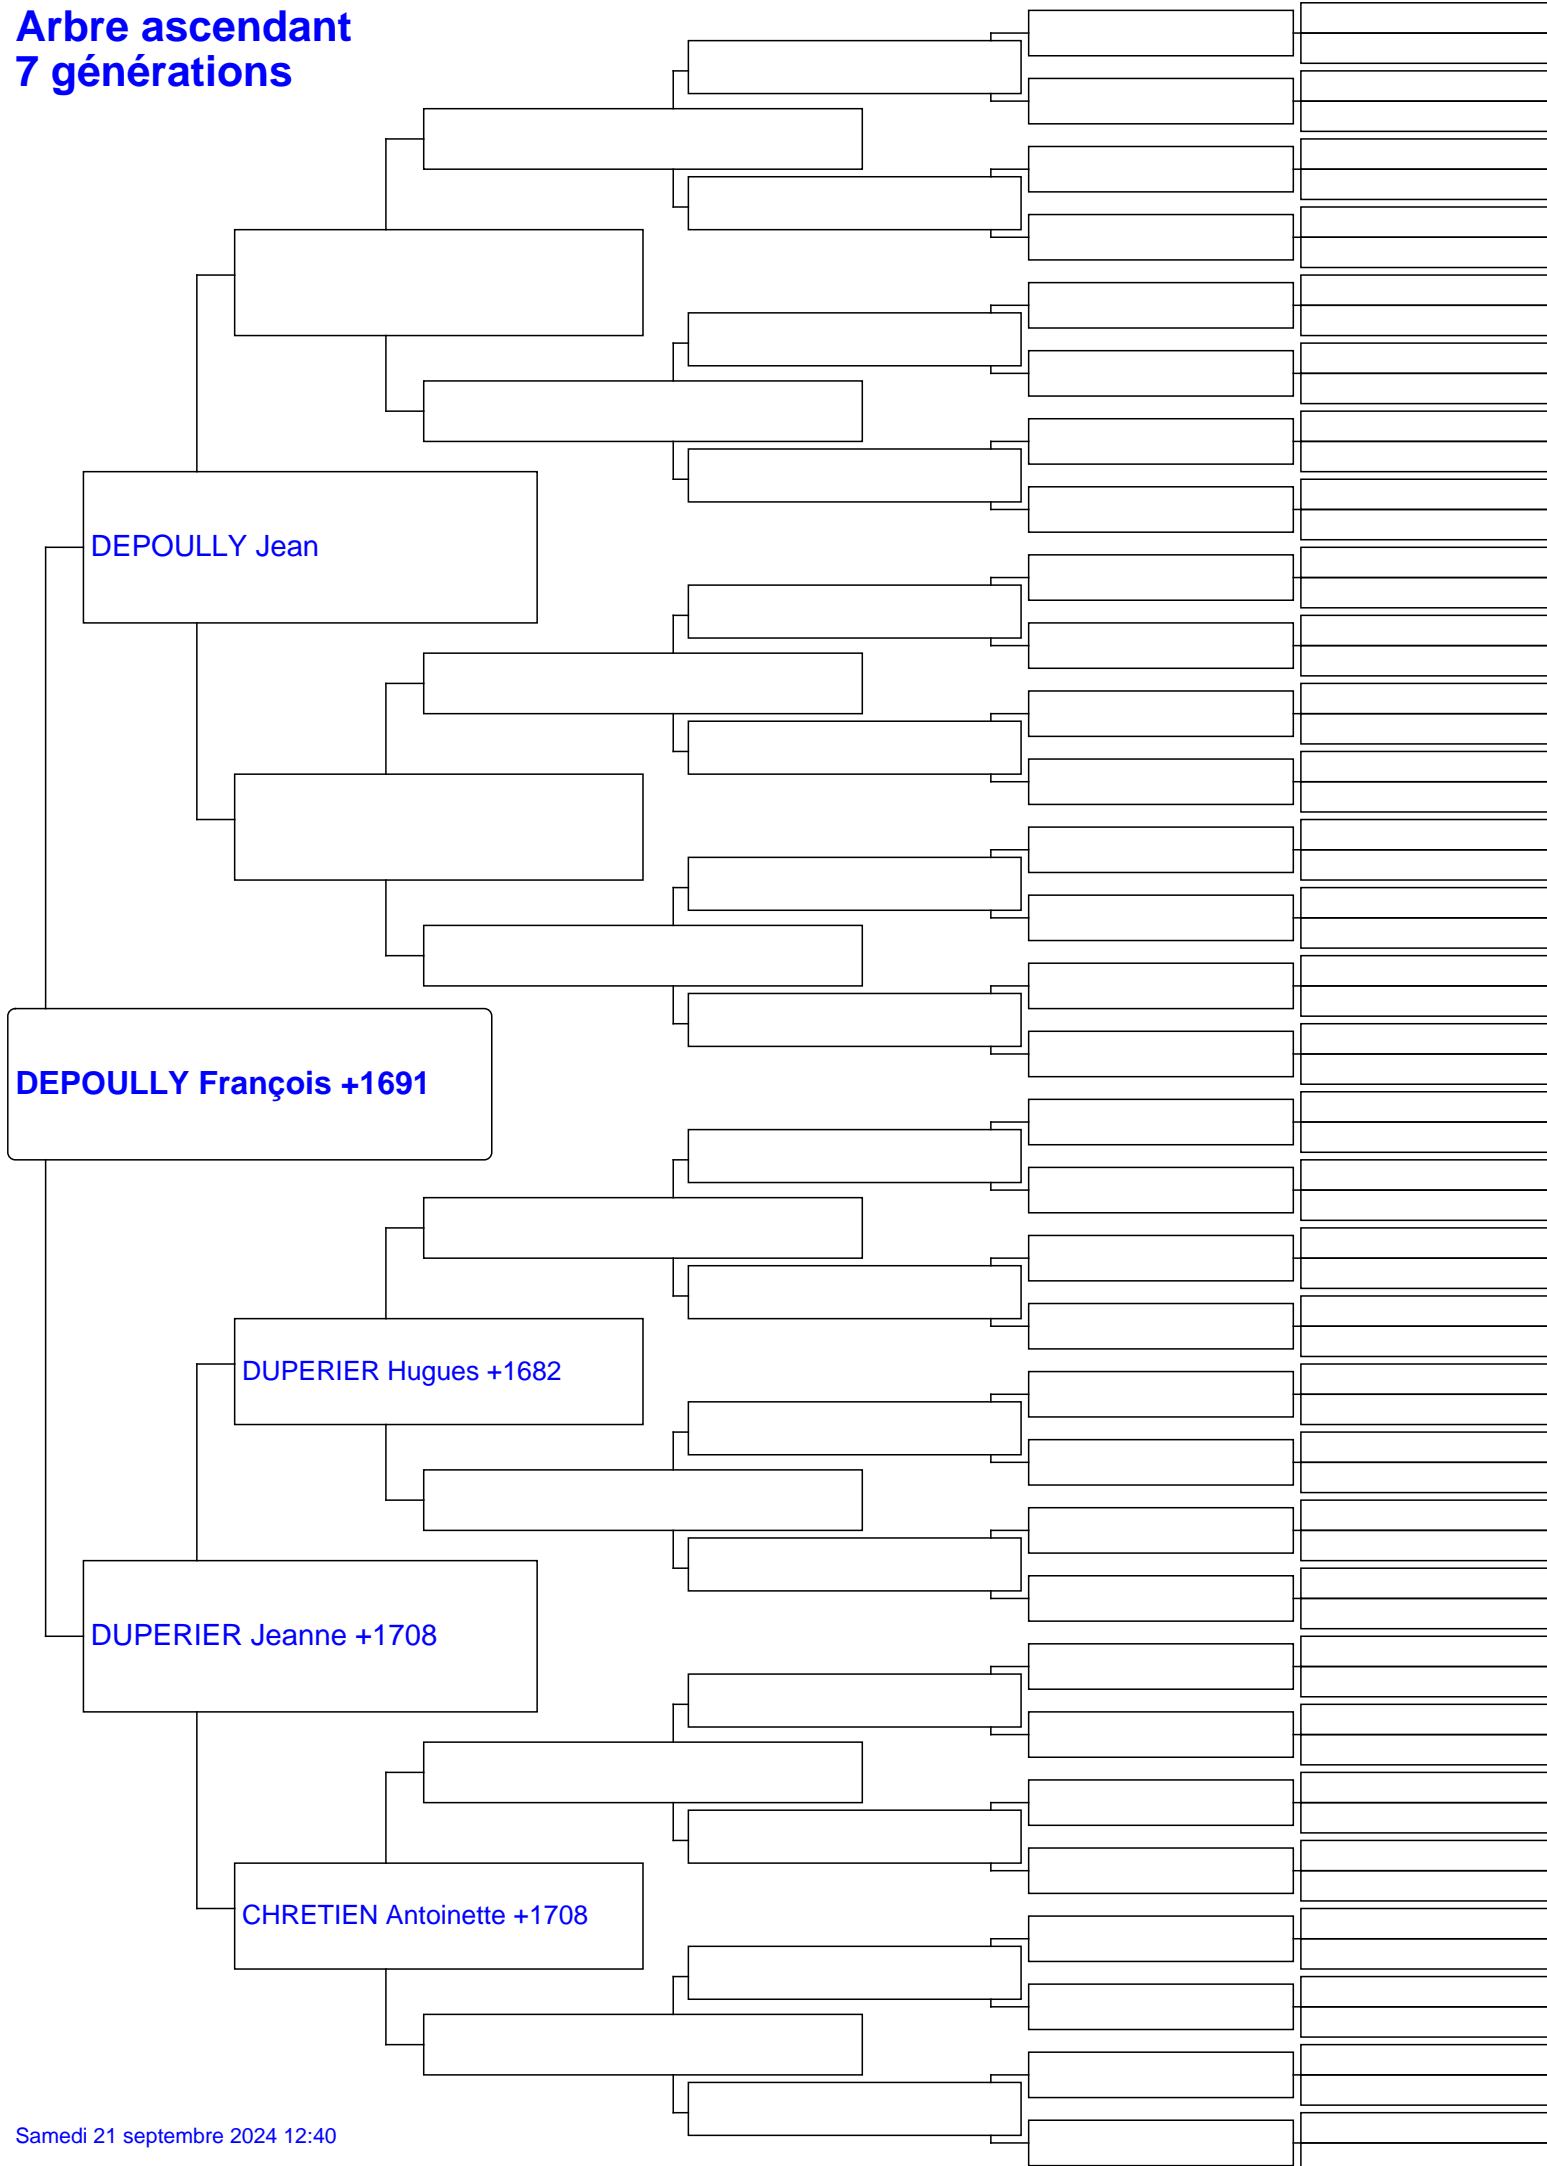 Arbre ascendant
7 générations
DEPOULLY Jean
DEPOULLY François +1691
DUPERIER Hugues +1682
DUPERIER Jeanne +1708
CHRETIEN Antoinette +1708
Samedi 21 septembre 2024 12:40